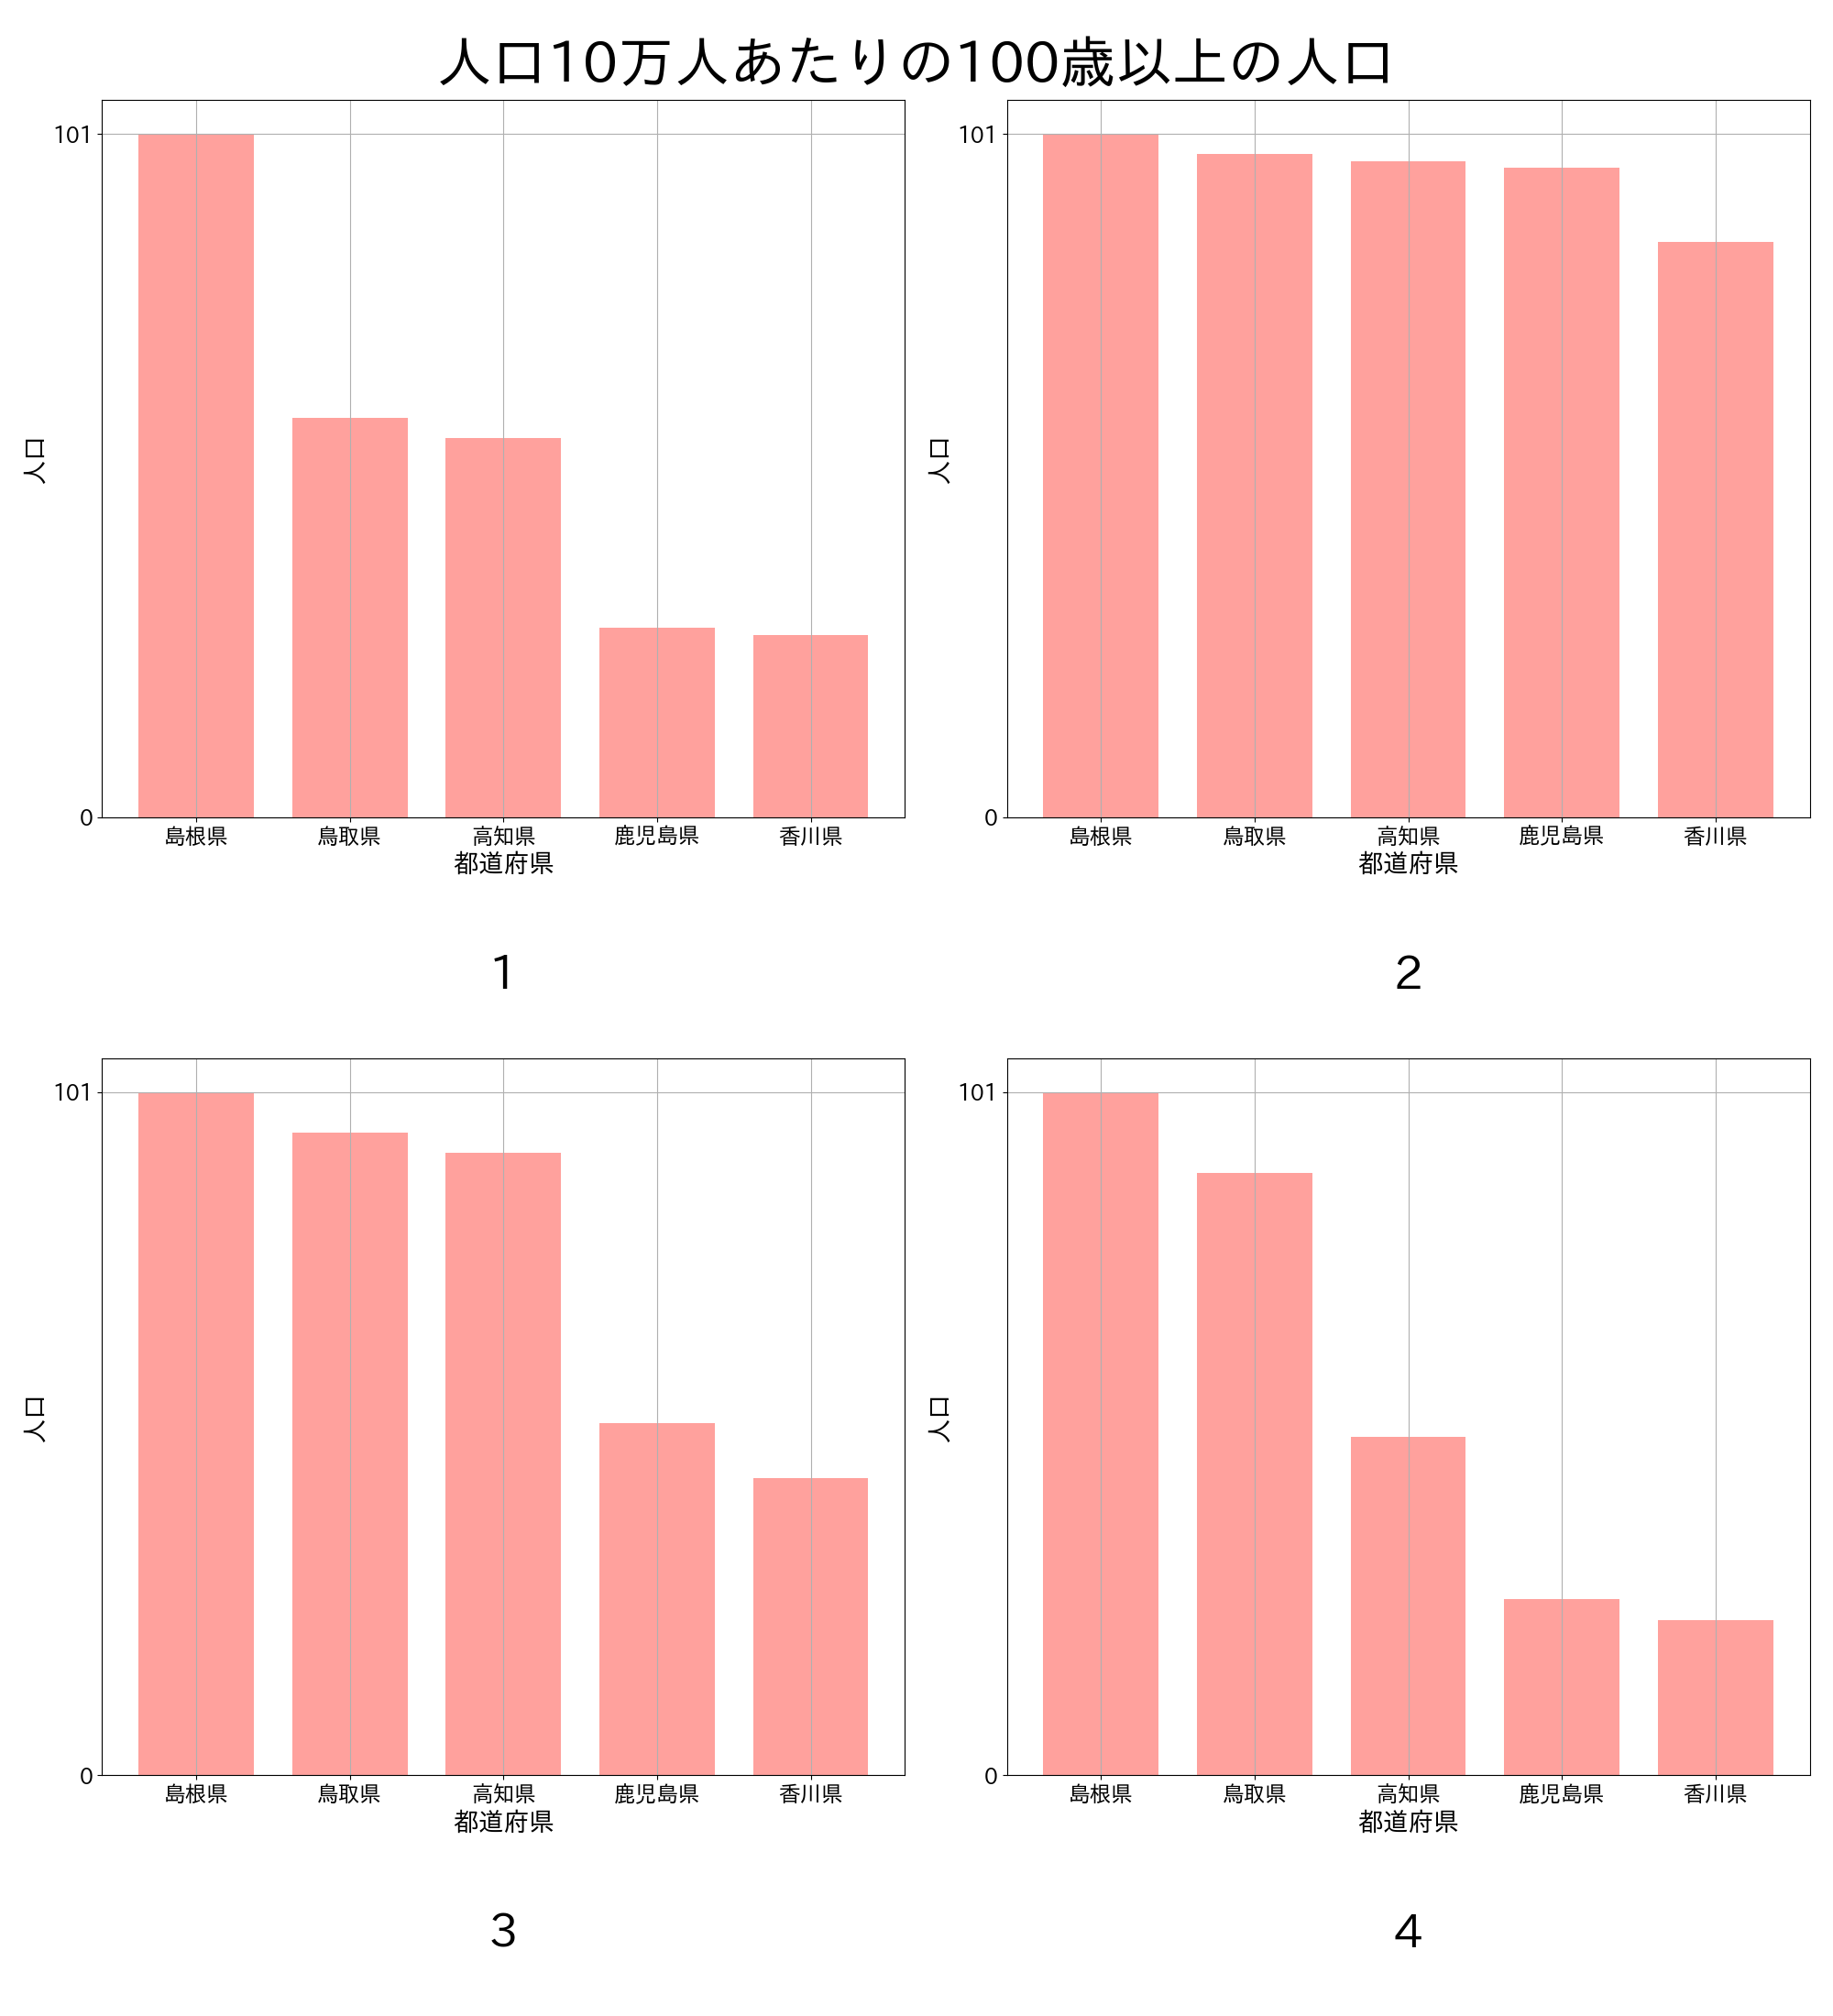 人口10万人あたりの100歳以上の人口
101
0
人口
島根県 鳥取県 高知県 鹿児島県 香川県
都道府県
1
101
0
人口
島根県 鳥取県 高知県 鹿児島県 香川県
都道府県
2
101
0
人口
島根県 鳥取県 高知県 鹿児島県 香川県
都道府県
3
101
0
人口
島根県 鳥取県 高知県 鹿児島県 香川県
都道府県
4